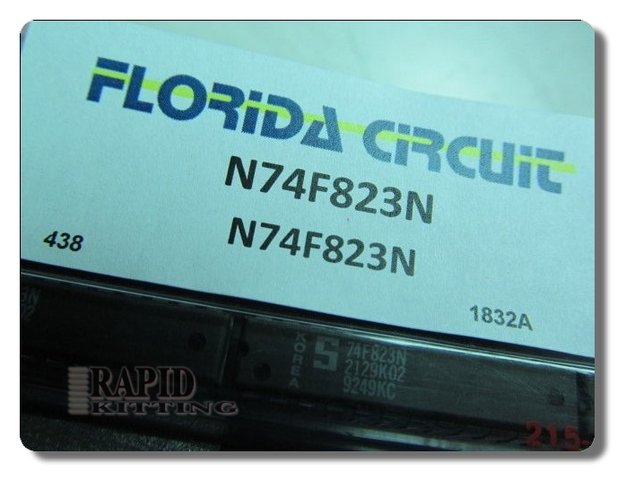 FLORIDA CIRCUIT
N74F823N
N74F823N
438
1832A
KOREA
S 74F823N
2129K02
9249KC
RAPID
KITTING
215-